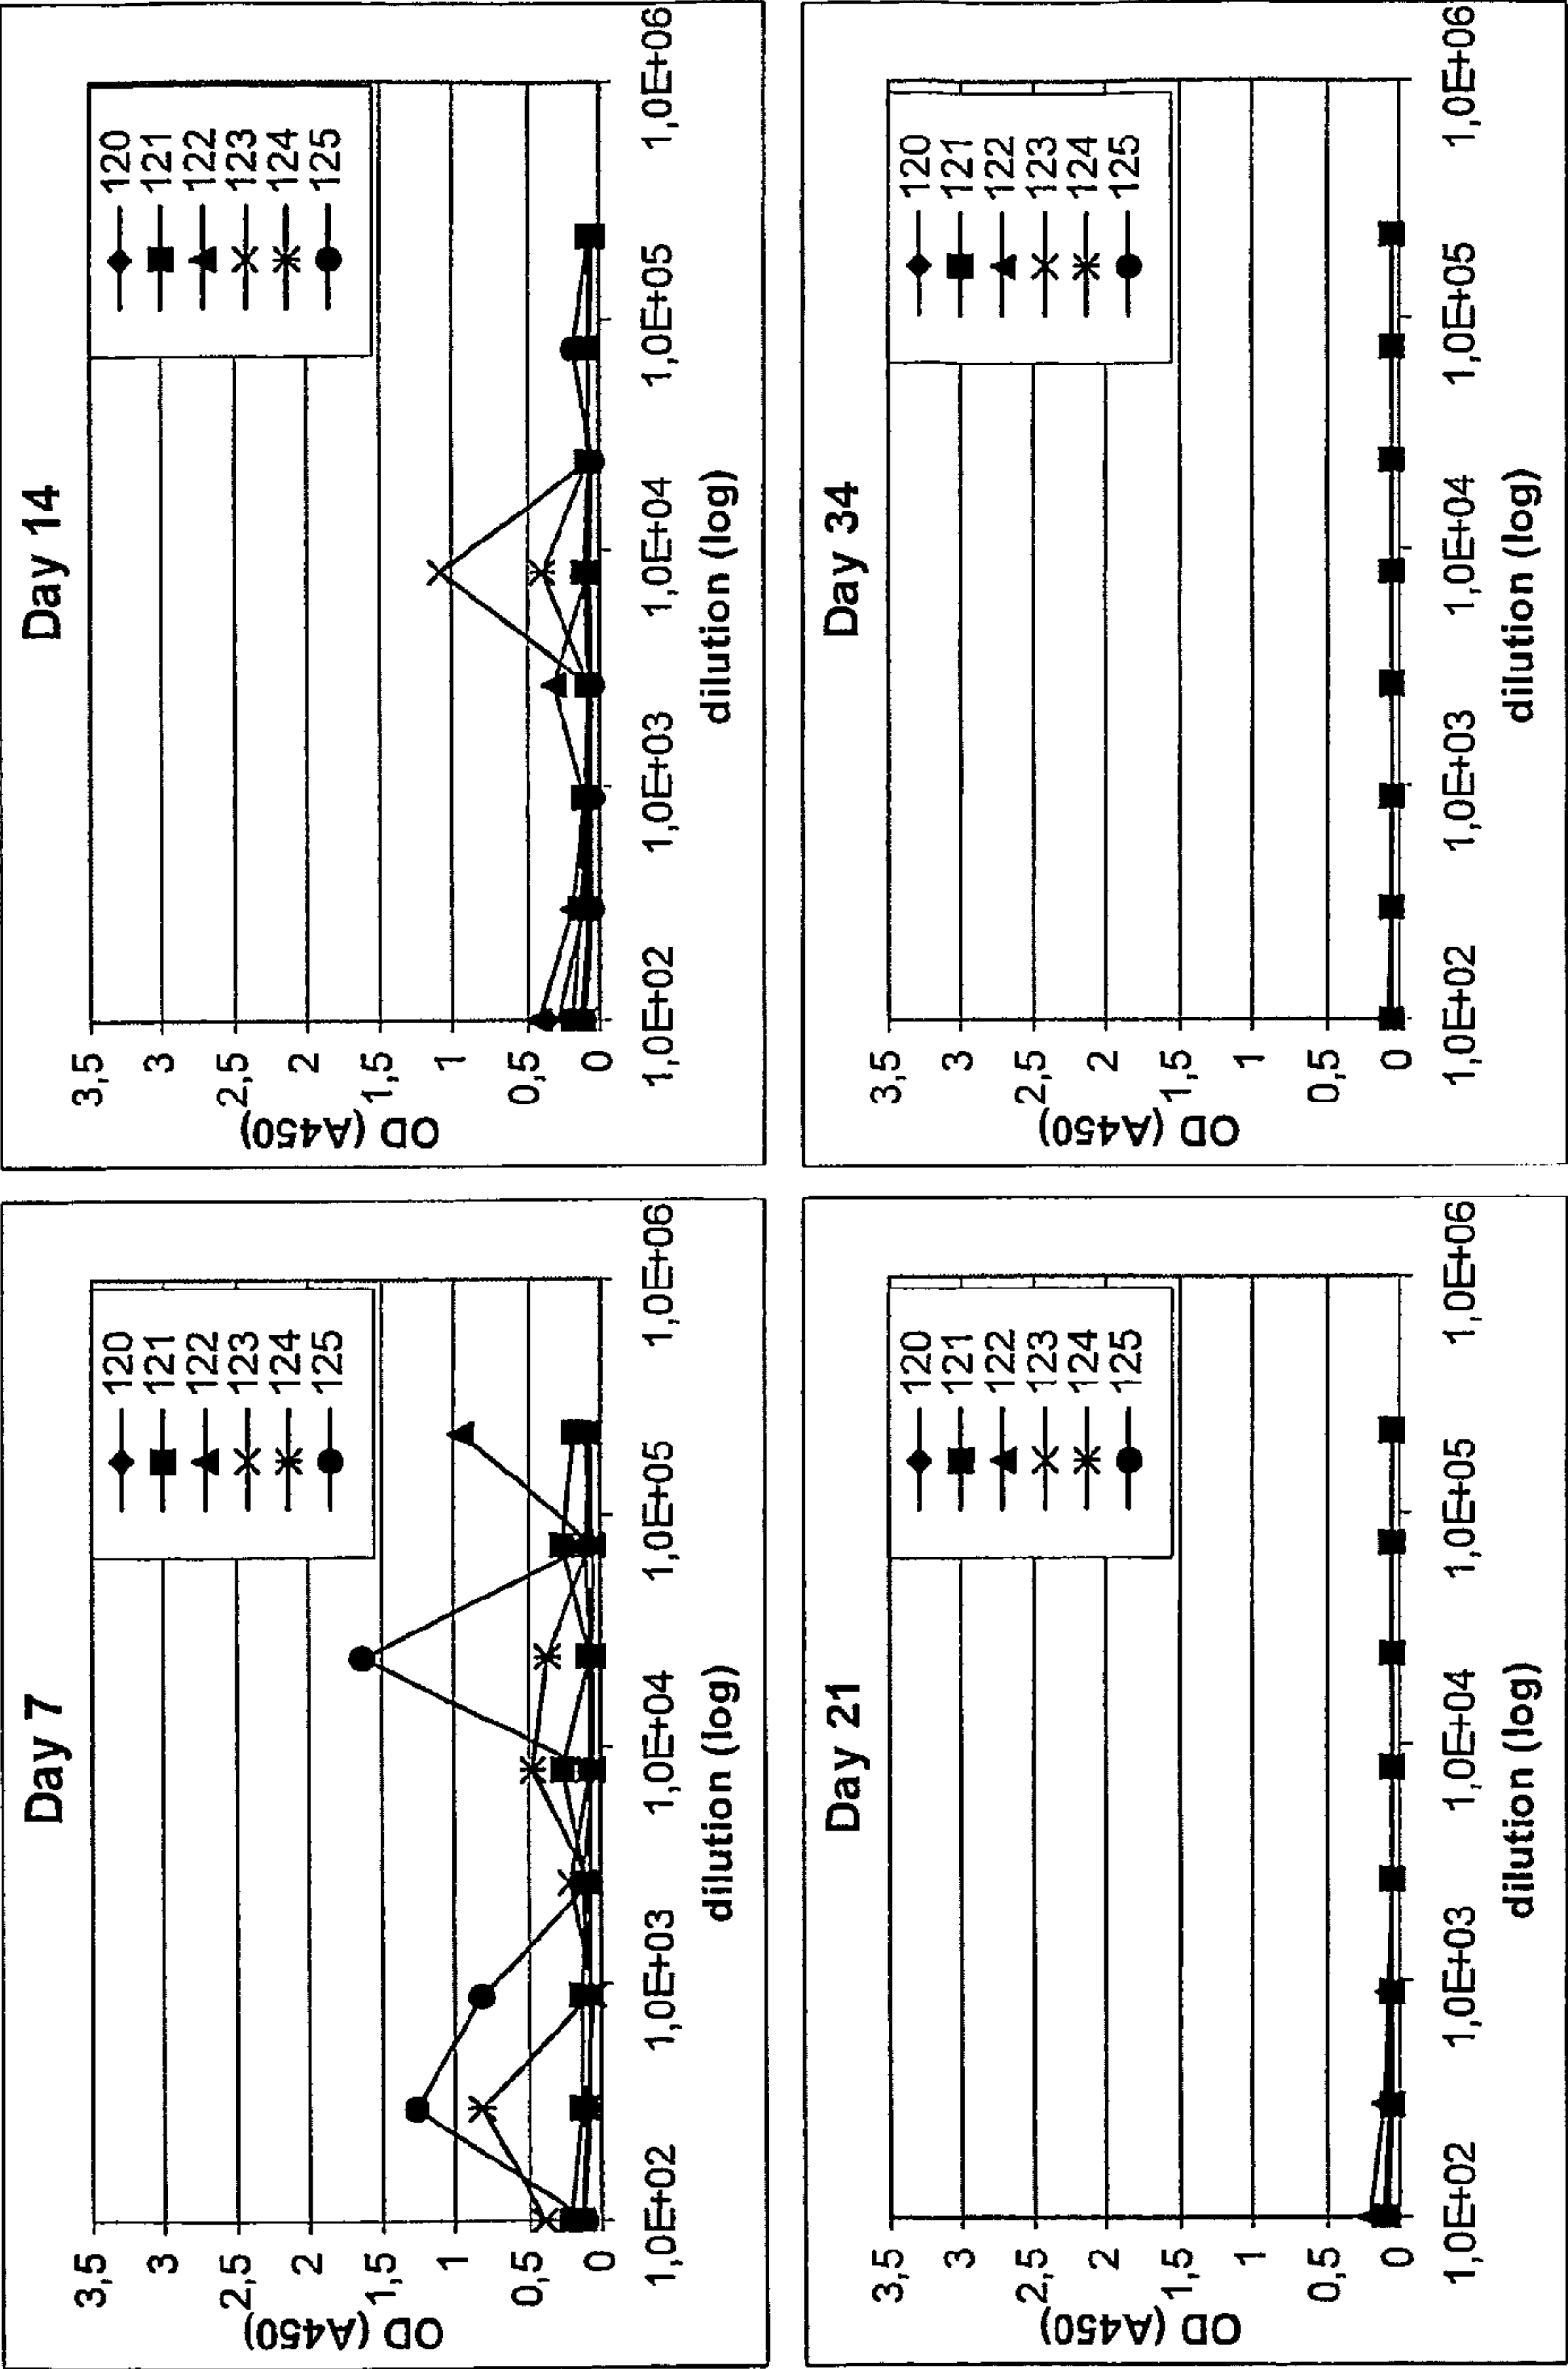 Day 7
OD (A450)
3,5
3
2,5
2
1,5
1
0,5
0
1,0E+02
1,0E+03
1,0E+04
1,0E+05
1,0E+06
dilution (log)
120
121
122
123
124
125
Day 14
OD (A450)
3,5
3
2,5
2
1,5
1
0,5
0
1,0E+02
1,0E+03
1,0E+04
1,0E+05
1,0E+06
dilution (log)
120
121
122
123
124
125
Day 21
OD (A450)
3,5
3
2,5
2
1,5
1
0,5
0
1,0E+02
1,0E+03
1,0E+04
1,0E+05
1,0E+06
dilution (log)
120
121
122
123
124
125
Day 34
OD (A450)
3,5
3
2,5
2
1,5
1
0,5
0
1,0E+02
1,0E+03
1,0E+04
1,0E+05
1,0E+06
dilution (log)
120
121
122
123
124
125